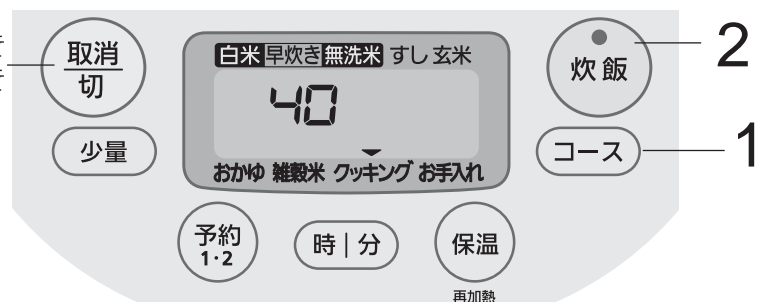 取消
切
少量
白米 早炊き 無洗米 すし 玄米
40
おかゆ 雑穀米 クッキング お手入れ
炊飯
2
コース
1
予約
1・2
時|分
保温
再加熱